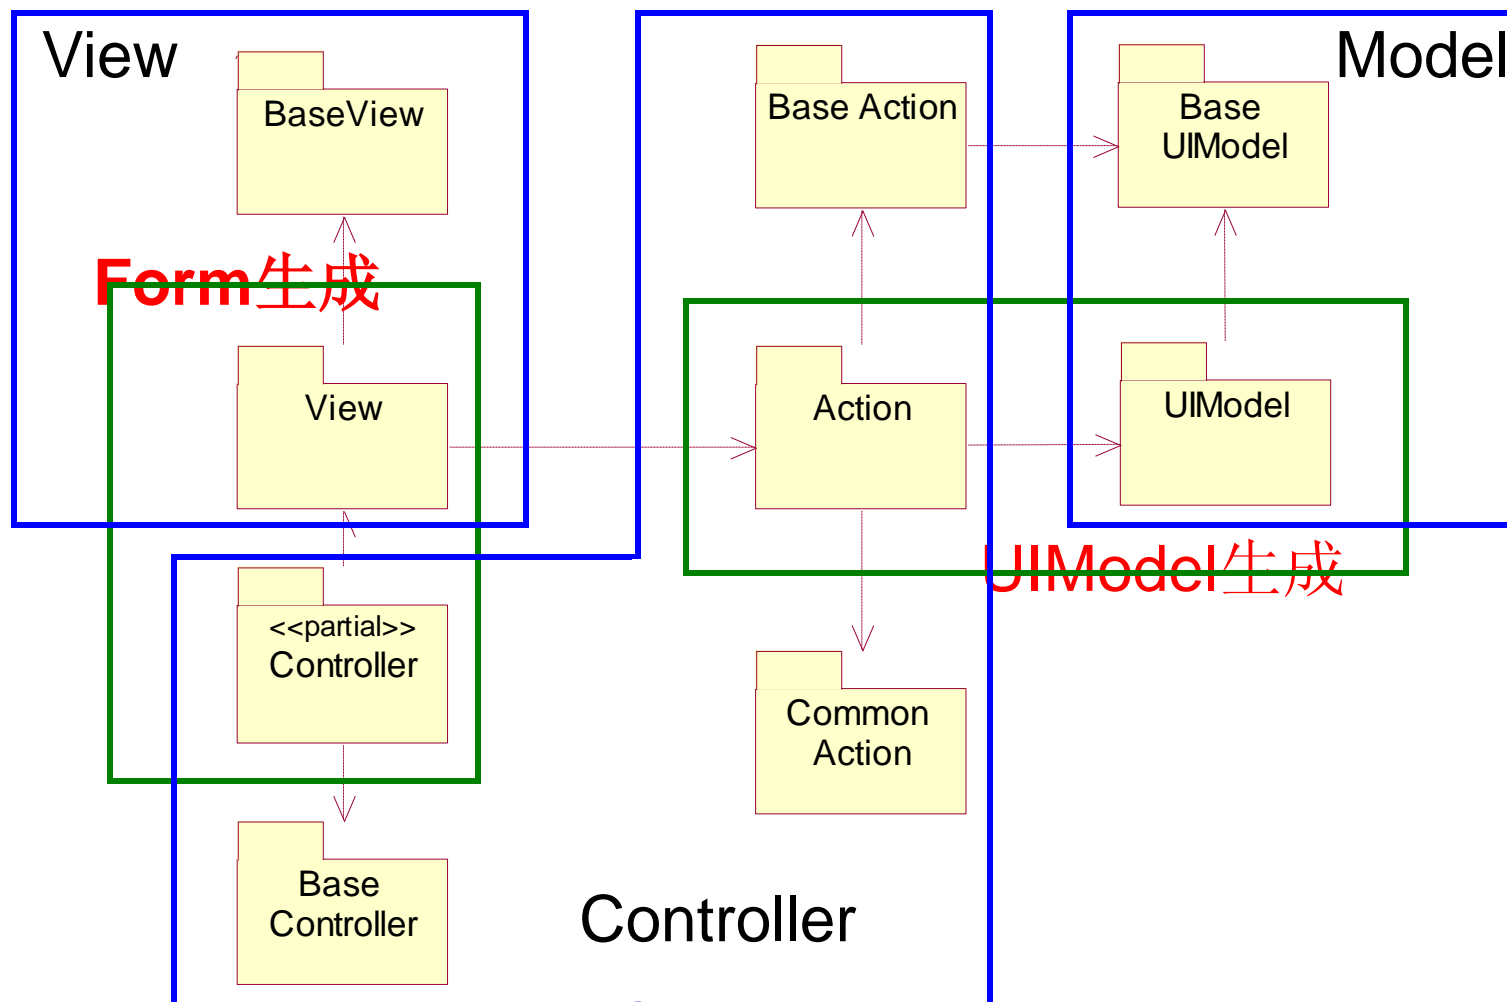 View
Model
BaseView
Base Action
Base
UIModel
Form生成
View
Action
UIModel
UIModel生成
<<partial>>
Controller
Common
Action
Base
Controller
Controller